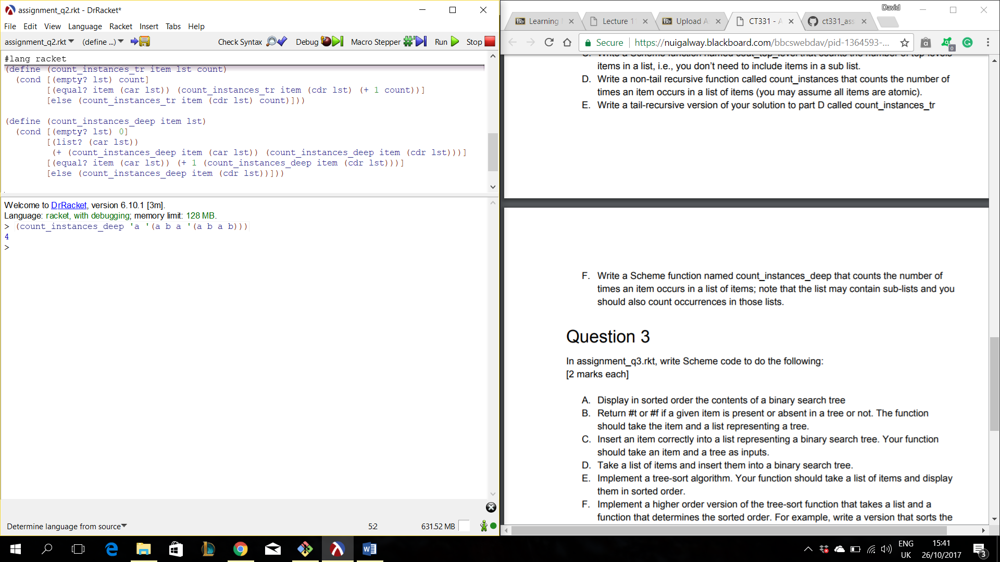 assignment_q2.rkt - DrRacket*
File Edit View Language Racket Insert Tabs Help
assignment_q2.rkt (define ...) Check Syntax Debug Macro Stepper Run Stop
#lang racket
(define (count_instances_tr item lst count)
(cond [(empty? lst) count]
[(equal? item (car lst)) (count_instances_tr item (cdr lst) (+ 1 count))]
[else (count_instances_tr item (cdr lst) count)]))
(define (count_instances_deep item lst)
(cond [(empty? lst) 0]
[(list? (car lst))
(+ (count_instances_deep item (car lst)) (count_instances_deep item (cdr lst)))]
[(equal? item (car lst)) (+ 1 (count_instances_deep item (cdr lst)))]
[else (count_instances_deep item (cdr lst))]))
Welcome to DrRacket, version 6.10.1 [3m].
Language: racket, with debugging; memory limit: 128 MB.
> (count_instances_deep 'a '(a b a '(a b a b)))
4
>
Determine language from source 5:2 631.52 MB
David
Bb Learning Lecture 1 Bb Upload A CT331 - A ct331_ass
Secure https://nuigalway.blackboard.com/bbcswebdav/pid-1364593-...
0
C. Write a Scheme function named cout_top_level that counts the number of top levels
items in a list, i.e., you don't need to include items in a sub list.
D. Write a non-tail recursive function called count_instances that counts the number of
times an item occurs in a list of items (you may assume all items are atomic).
E. Write a tail-recursive version of your solution to part D called count_instances_tr
F. Write a Scheme function named count_instances_deep that counts the number of
times an item occurs in a list of items; note that the list may contain sub-lists and you
should also count occurrences in those lists.
Question 3
In assignment_q3.rkt, write Scheme code to do the following:
[2 marks each]
A. Display in sorted order the contents of a binary search tree
B. Return #t or #f if a given item is present or absent in a tree or not. The function
should take the item and a list representing a tree.
C. Insert an item correctly into a list representing a binary search tree. Your function
should take an item and a tree as inputs.
D. Take a list of items and insert them into a binary search tree.
E. Implement a tree-sort algorithm. Your function should take a list of items and display
them in sorted order.
F. Implement a higher order version of the tree-sort function that takes a list and a
function that determines the sorted order. For example, write a version that sorts the
ENG
UK
15:41
26/10/2017
3